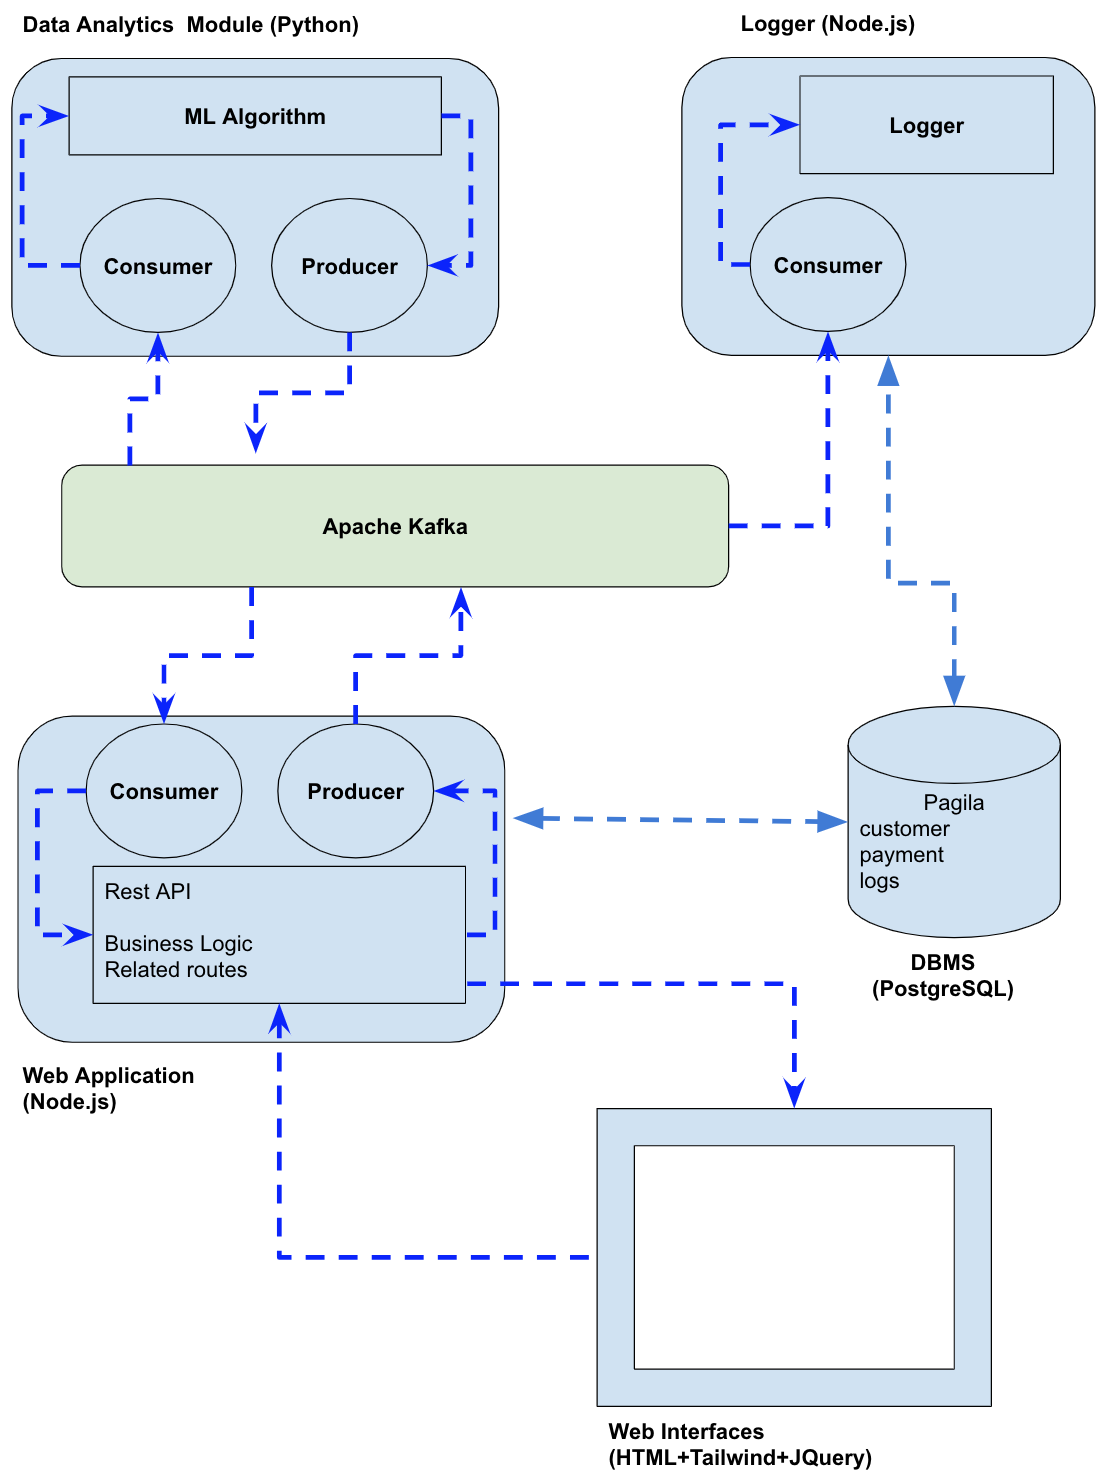 Data Analytics  Module (Python)
Logger (Node.js)
ML Algorithm
Logger
Consumer
Producer
Consumer
Apache Kafka
Consumer
Producer
Rest API
Business Logic
Related routes
Pagila
customer
payment
logs
DBMS
(PostgreSQL)
Web Application
(Node.js)
Web Interfaces
(HTML+Tailwind+JQuery)